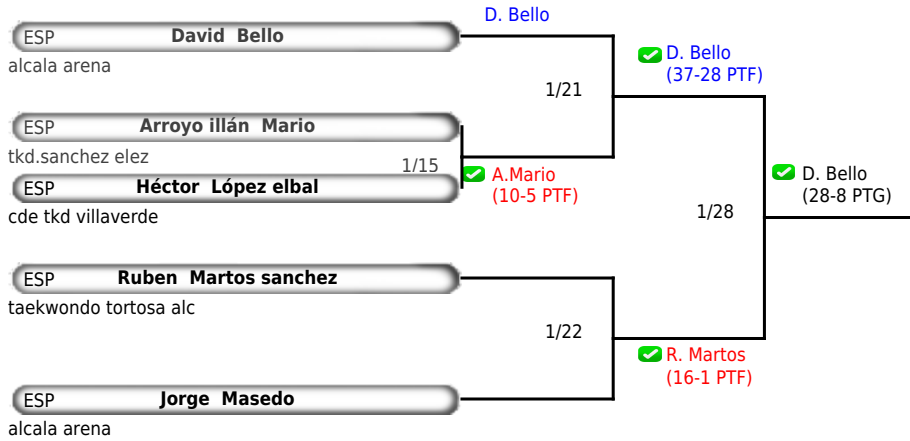 D. Bello
ESP David Bello
alcala arena
D. Bello
(37-28 PTF)
1/21
ESP Arroyo illán Mario
tkd.sanchez elez
1/15
A.Mario
(10-5 PTF)
ESP Héctor López elbal
cde tkd villaverde
D. Bello
(28-8 PTG)
1/28
ESP Ruben Martos sanchez
taekwondo tortosa alc
1/22
R. Martos
(16-1 PTF)
ESP Jorge Masedo
alcala arena